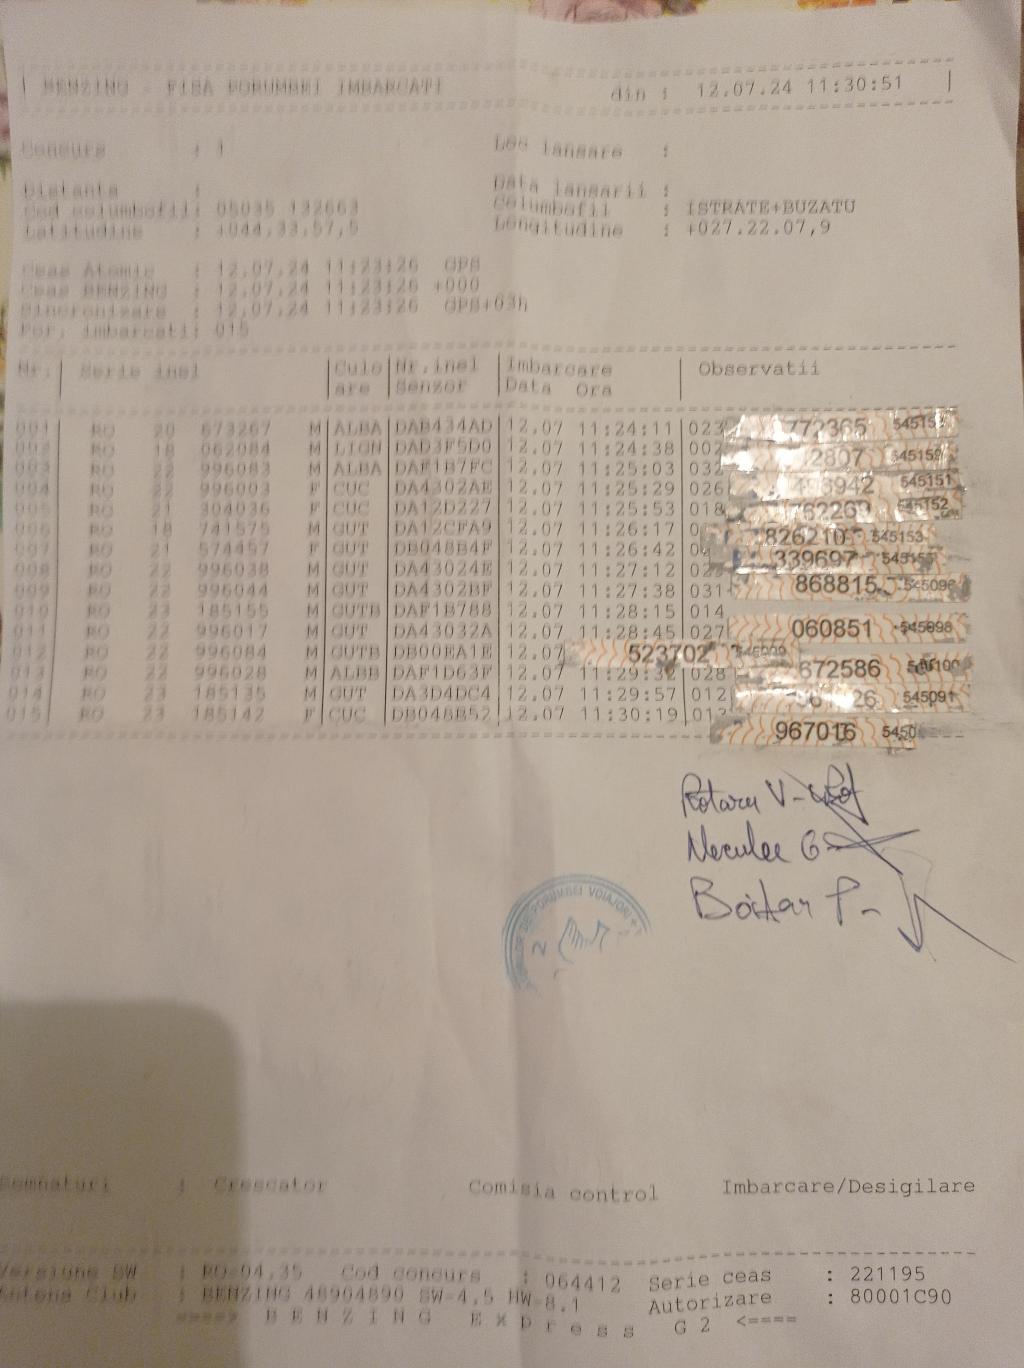 BENZING - FISA PORUMBEI IMBARCATI din : 12.07.24 11:30:51
Concurs : 1 Loc lansare :
Distanta : Data lansarii :
Cod columbofil: 05035 132663 Columbofil : ISTRATE+BUZATU
Latitudine : +044.33.57,5 Longitudine : +027.22.07,9
Ceas Atomic : 12.07.24 11:23:26 GPS
Ceas BENZING : 12.07.24 11:23:26 +000
Sincronizare : 12.07.24 11:23:26 GPS+03h
Por. imbarcati: 015
Nr. Serie inel Culo Nr.inel Imbarcare Observatii
are Senzor Data Ora
001 RO 20 673267 M ALBA DAB434AD 12.07 11:24:11 023 772365
002 RO 18 062084 M LIGN DAD3F5D0 12.07 11:24:38 002 2807 545159
003 RO 22 996083 M ALBA DAF1B7FC 12.07 11:25:03 032
004 RO 22 996003 F CUC DA4302AE 12.07 11:25:29 026 545151
005 RO 21 304036 F CUC DA12D227 12.07 11:25:53 018 545152
006 RO 18 741575 M GUT DA12CFA9 12.07 11:26:17 545153
007 RO 21 574457 F GUT DB048B4F 12.07 11:26:42 339697
008 RO 22 996038 M GUT DA43024E 12.07 11:27:12
009 RO 22 996044 M GUT DA4302BF 12.07 11:27:38 031 868815
010 RO 23 185155 M GUTB DAF1B788 12.07 11:28:15 014
011 RO 22 996017 M GUT DA43032A 12.07 11:28:45 027 060851 545098
012 RO 22 996084 M GUTB DB00EA1E 12.07 523702
013 RO 22 996028 M ALBB DAF1D63F 12.07 11:29:32 028 672586
014 RO 23 185135 M GUT DA3D4DC4 12.07 11:29:57 012 545091
015 RO 23 185142 F CUC DB048B52 12.07 11:30:19 013
967016
Rotaru V-
Neculee G
Boitar P-
DE PORUMBEI VOIAJORI
Semnaturi : Crescator Comisia control Imbarcare/Desigilare
Versiune SW : RO-04.35 Cod concurs : 064412 Serie ceas : 221195
Antena Club : BENZING 48904890 SW-4.5 HW-8.1 Autorizare : 80001C90
====> B E N Z I N G E x p r e s s G 2 <====